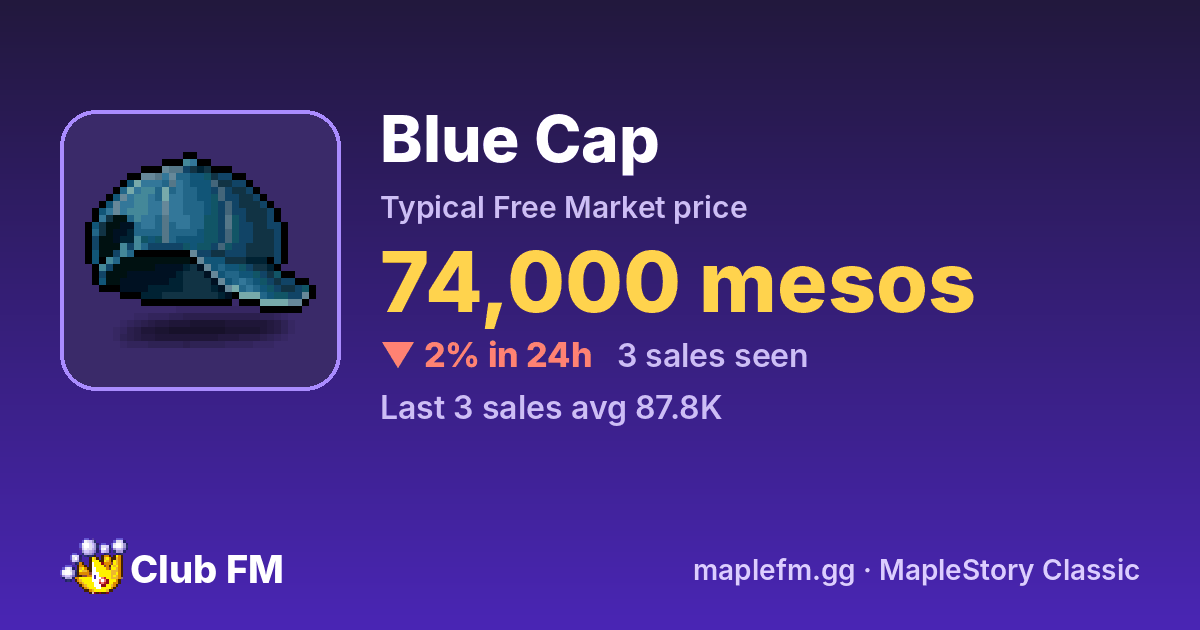 Blue Cap
Typical Free Market price
74,000 mesos
▼ 2% in 24h 3 sales seen
Last 3 sales avg 87.8K
Club FM
maplefm.gg · MapleStory Classic